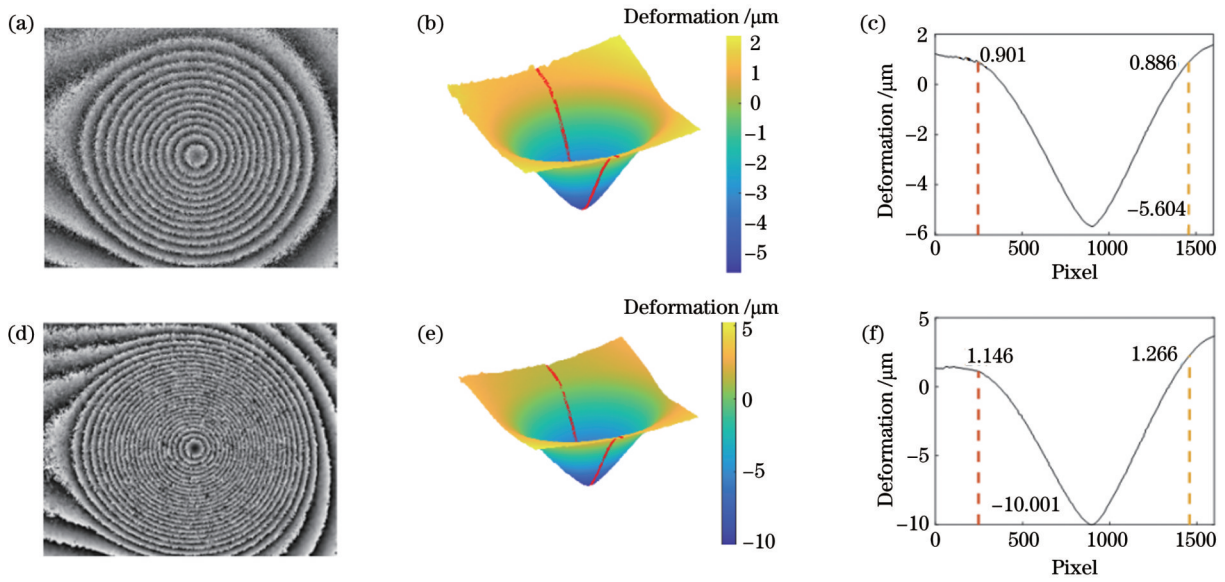 (a)
(b)
Deformation /μm
2
1
0
−1
−2
−3
−4
−5
(c)
Deformation /μm
2
0
−2
−4
−6
0.901
0.886
−5.604
0 500 1000 1500
Pixel
(d)
(e)
Deformation /μm
5
0
−5
−10
(f)
Deformation /μm
5
0
−5
−10
1.146
1.266
−10.001
0 500 1000 1500
Pixel